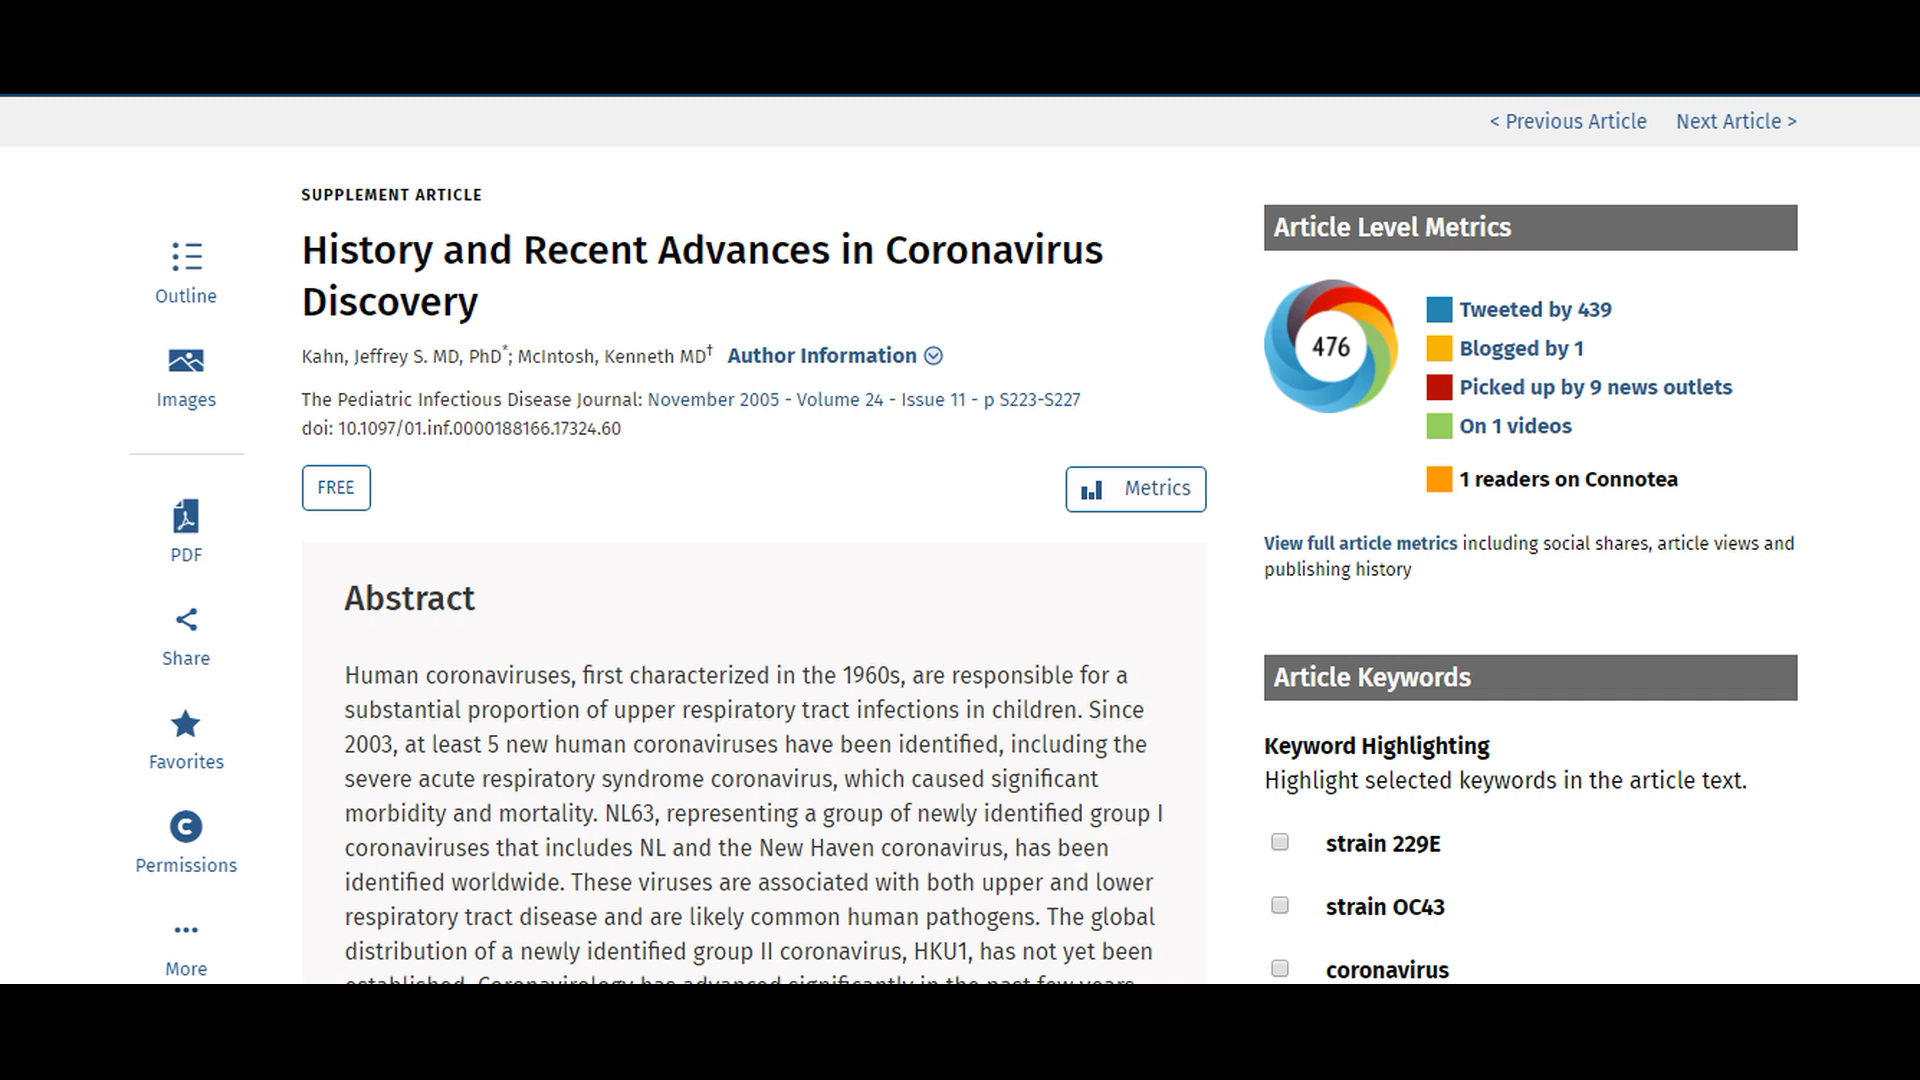 < Previous Article Next Article >
SUPPLEMENT ARTICLE
History and Recent Advances in Coronavirus
Discovery
Kahn, Jeffrey S. MD, PhD*; McIntosh, Kenneth MD† Author Information
The Pediatric Infectious Disease Journal: November 2005 - Volume 24 - Issue 11 - p S223-S227
doi: 10.1097/01.inf.0000188166.17324.60
FREE
Metrics
Outline
Images
PDF
Share
Favorites
Permissions
More
Abstract
Human coronaviruses, first characterized in the 1960s, are responsible for a
substantial proportion of upper respiratory tract infections in children. Since
2003, at least 5 new human coronaviruses have been identified, including the
severe acute respiratory syndrome coronavirus, which caused significant
morbidity and mortality. NL63, representing a group of newly identified group I
coronaviruses that includes NL and the New Haven coronavirus, has been
identified worldwide. These viruses are associated with both upper and lower
respiratory tract disease and are likely common human pathogens. The global
distribution of a newly identified group II coronavirus, HKU1, has not yet been
established. Coronavirology has advanced significantly in the past few years.
Article Level Metrics
476
Tweeted by 439
Blogged by 1
Picked up by 9 news outlets
On 1 videos
1 readers on Connotea
View full article metrics including social shares, article views and
publishing history
Article Keywords
Keyword Highlighting
Highlight selected keywords in the article text.
strain 229E
strain OC43
coronavirus